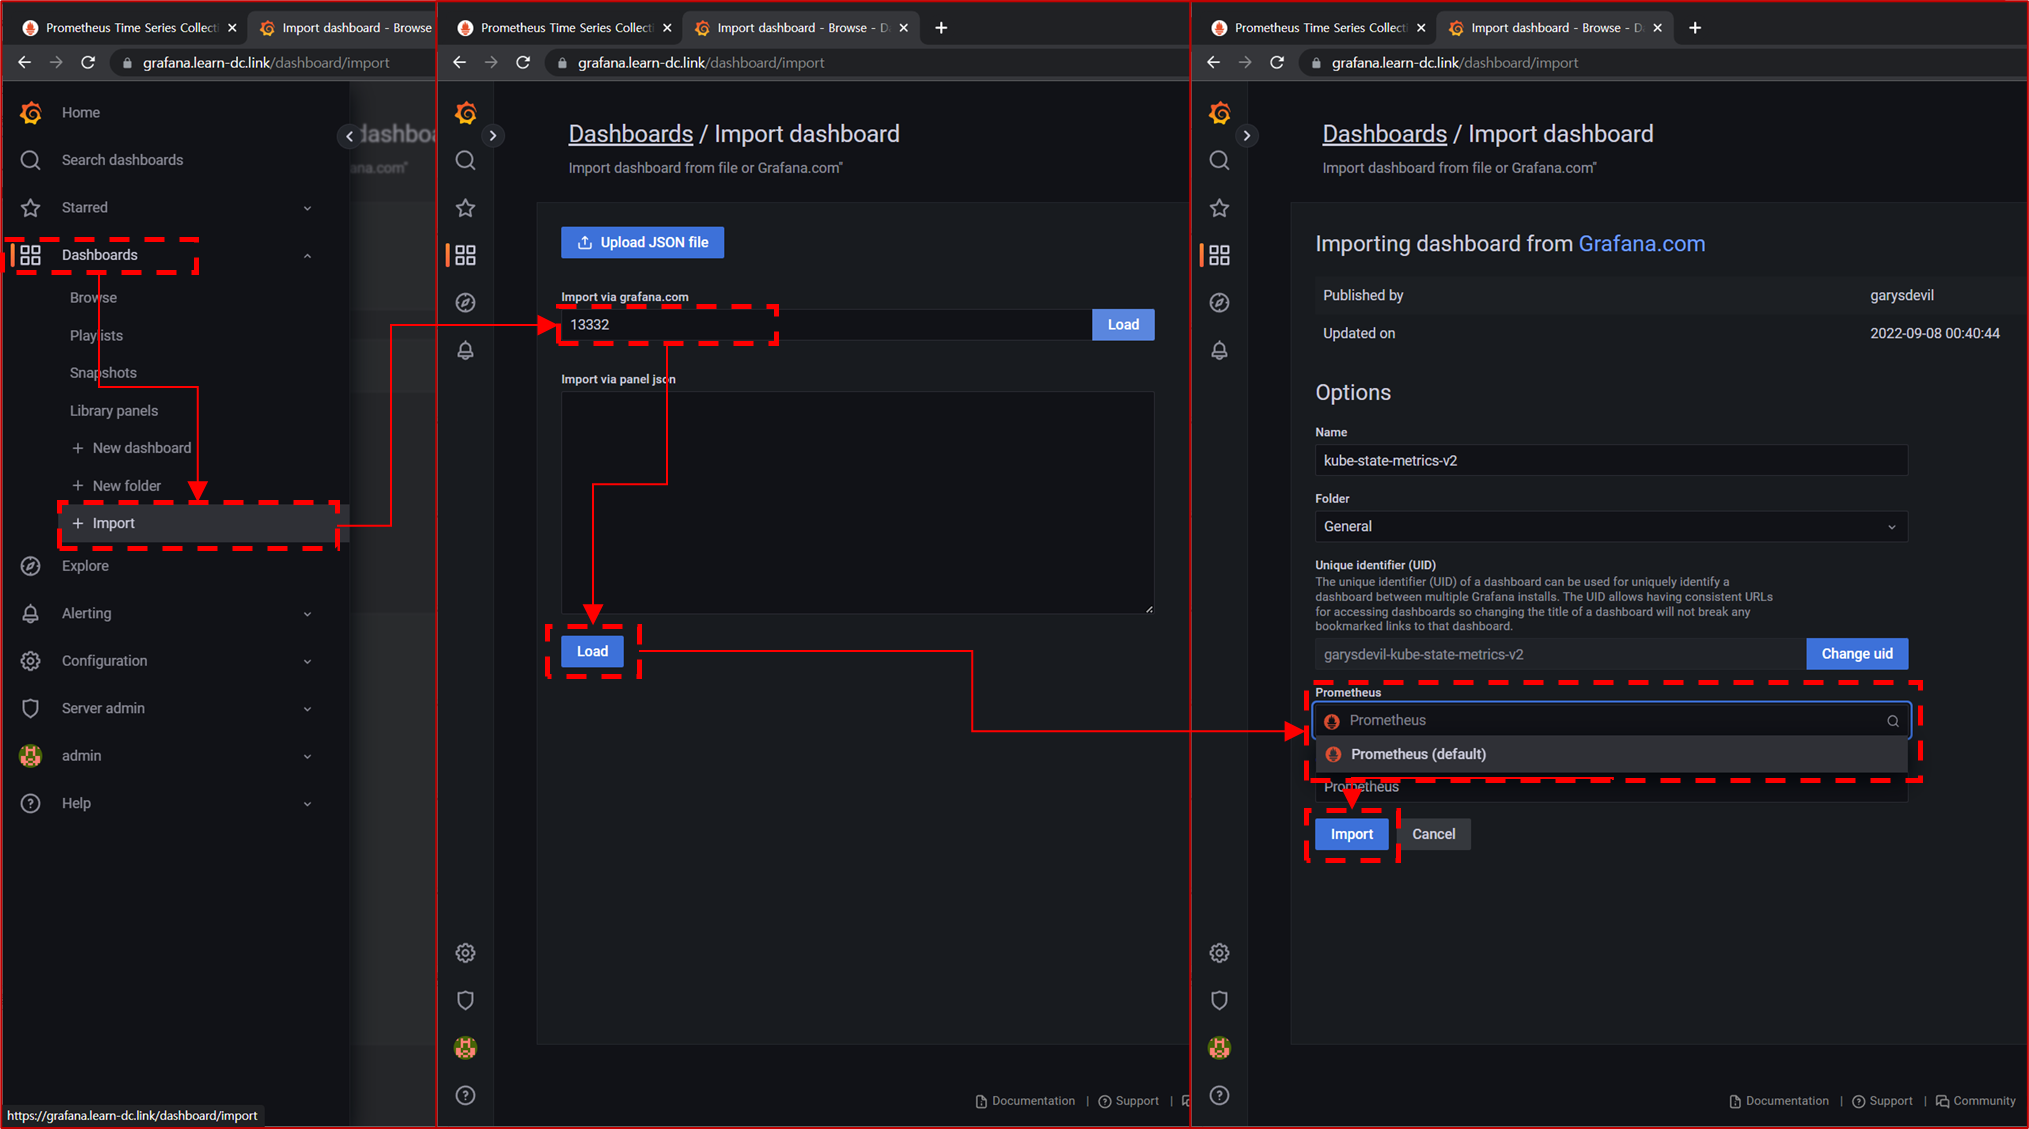 Prometheus Time Series Collecti
Import dashboard - Browse
grafana.learn-dc.link/dashboard/import
Home
Search dashboards
Starred
Dashboards
Browse
Playlists
Snapshots
Library panels
+ New dashboard
+ New folder
+ Import
Explore
Alerting
Configuration
Server admin
admin
Help
dashbo
ana.com"
https://grafana.learn-dc.link/dashboard/import
Prometheus Time Series Collecti
Import dashboard - Browse - D
grafana.learn-dc.link/dashboard/import
Dashboards / Import dashboard
Import dashboard from file or Grafana.com"
Upload JSON file
Import via grafana.com
13332
Load
Import via panel json
Load
Documentation | Support |
Prometheus Time Series Collecti
Import dashboard - Browse - D
grafana.learn-dc.link/dashboard/import
Dashboards / Import dashboard
Import dashboard from file or Grafana.com"
Importing dashboard from Grafana.com
Published by garysdevil
Updated on 2022-09-08 00:40:44
Options
Name
kube-state-metrics-v2
Folder
General
Unique identifier (UID)
The unique identifier (UID) of a dashboard can be used for uniquely identify a
dashboard between multiple Grafana installs. The UID allows having consistent URLs
for accessing dashboards so changing the title of a dashboard will not break any
bookmarked links to that dashboard.
garysdevil-kube-state-metrics-v2
Change uid
Prometheus
Prometheus
Prometheus (default)
Prometheus
Import
Cancel
Documentation | Support | Community